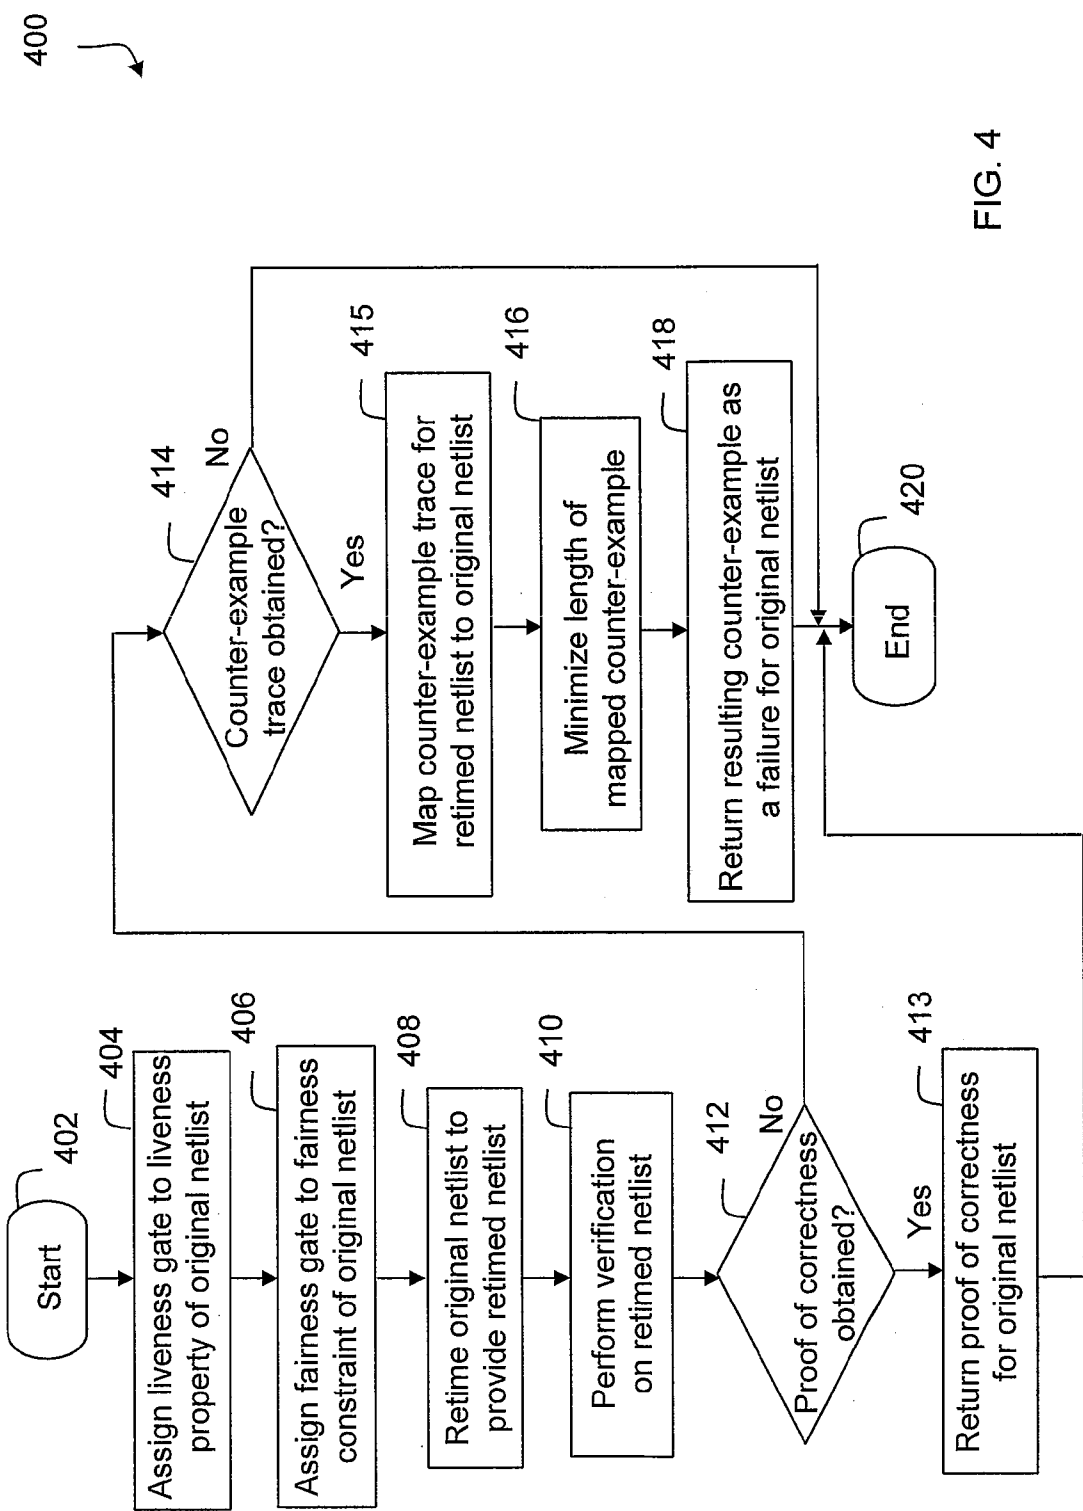 400
Start
402
Assign liveness gate to liveness
property of original netlist
404
Assign fairness gate to fairness
constraint of original netlist
406
Retime original netlist to
provide retimed netlist
408
Perform verification
on retimed netlist
410
Proof of correctness
obtained?
412
No
Yes
Return proof of correctness
for original netlist
413
Counter-example
trace obtained?
414
No
Yes
Map counter-example trace for
retimed netlist to original netlist
415
Minimize length of
mapped counter-example
416
Return resulting counter-example as
a failure for original netlist
418
End
420
FIG. 4